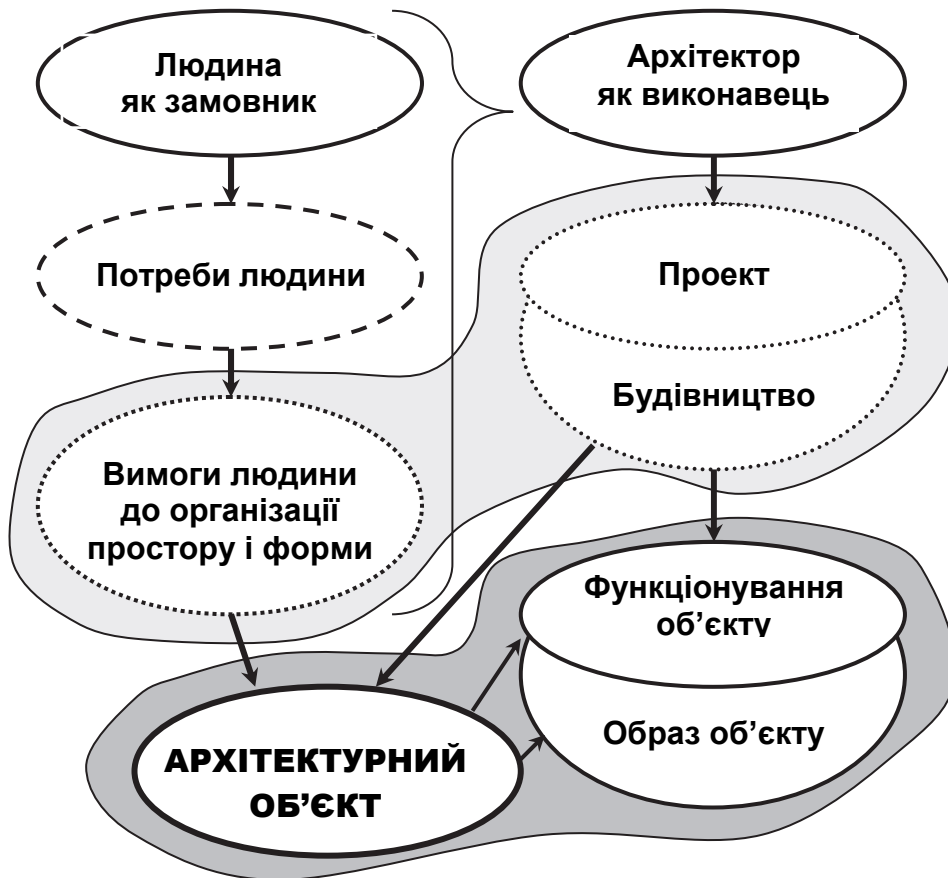 Людина
як замовник
Архітектор
як виконавець
Потреби людини
Проект
Будівництво
Вимоги людини
до організації
простору і форми
Функціонування
об’єкту
Образ об’єкту
АРХІТЕКТУРНИЙ
ОБ’ЄКТ